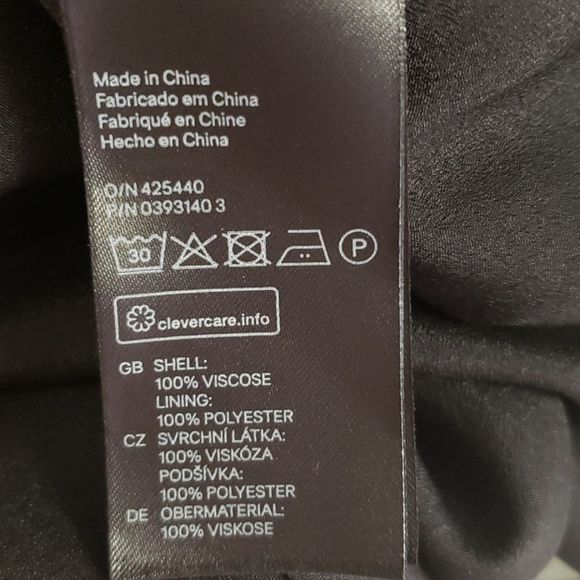 Made in China
Fabricado em China
Fabriqué en Chine
Hecho en China
O/N 425440
P/N 0393140 3
30 P
clevercare.info
GB SHELL:
100% VISCOSE
LINING:
100% POLYESTER
CZ SVRCHNÍ LÁTKA:
100% VISKÓZA
PODŠÍVKA:
100% POLYESTER
DE OBERMATERIAL:
100% VISKOSE